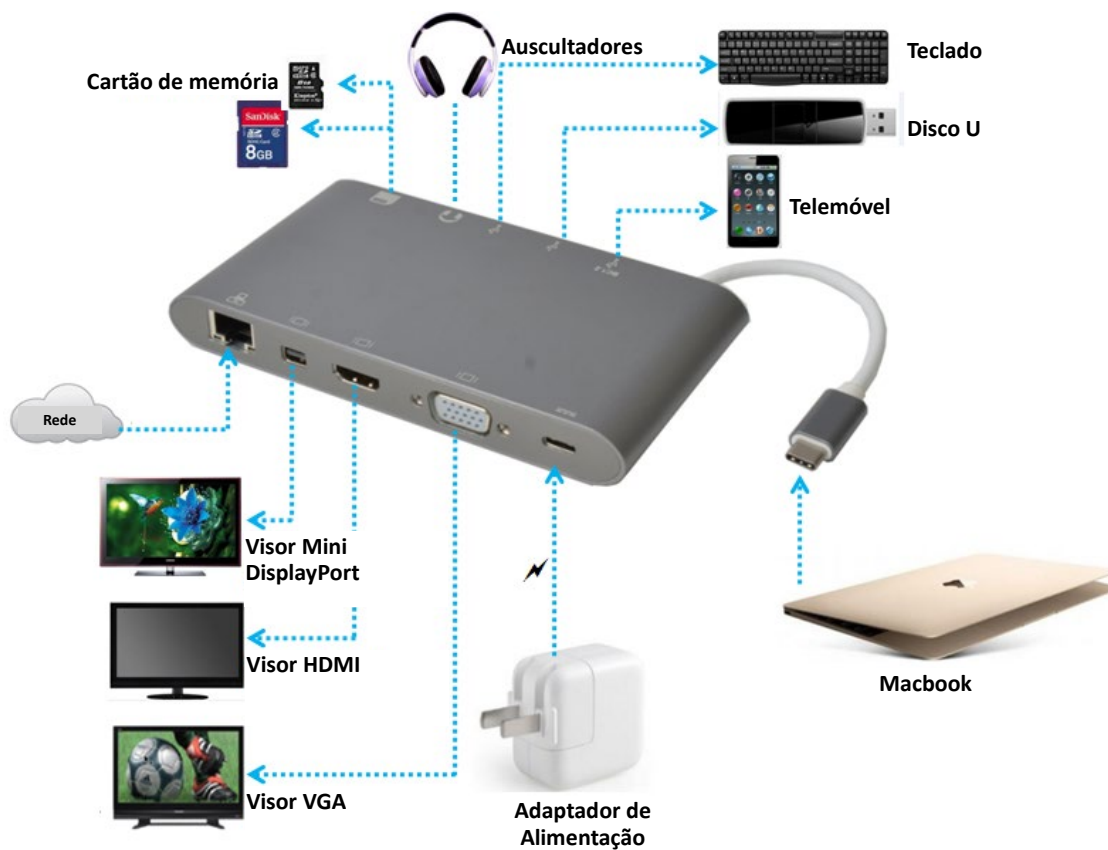 Auscultadores
Teclado
Cartão de memória
SanDisk
8GB
Disco U
Telemóvel
Rede
Visor Mini
DisplayPort
Visor HDMI
Macbook
Visor VGA
Adaptador de
Alimentação